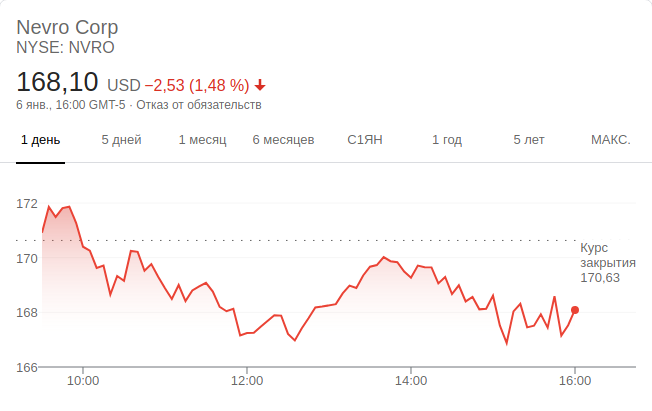 Nevro Corp
NYSE: NVRO
168,10 USD −2,53 (1,48 %)
6 янв., 16:00 GMT-5 · Отказ от обязательств
1 день 5 дней 1 месяц 6 месяцев С1ЯН 1 год 5 лет МАКС.
172
170
168
166
Курс
закрытия
170,63
10:00 12:00 14:00 16:00